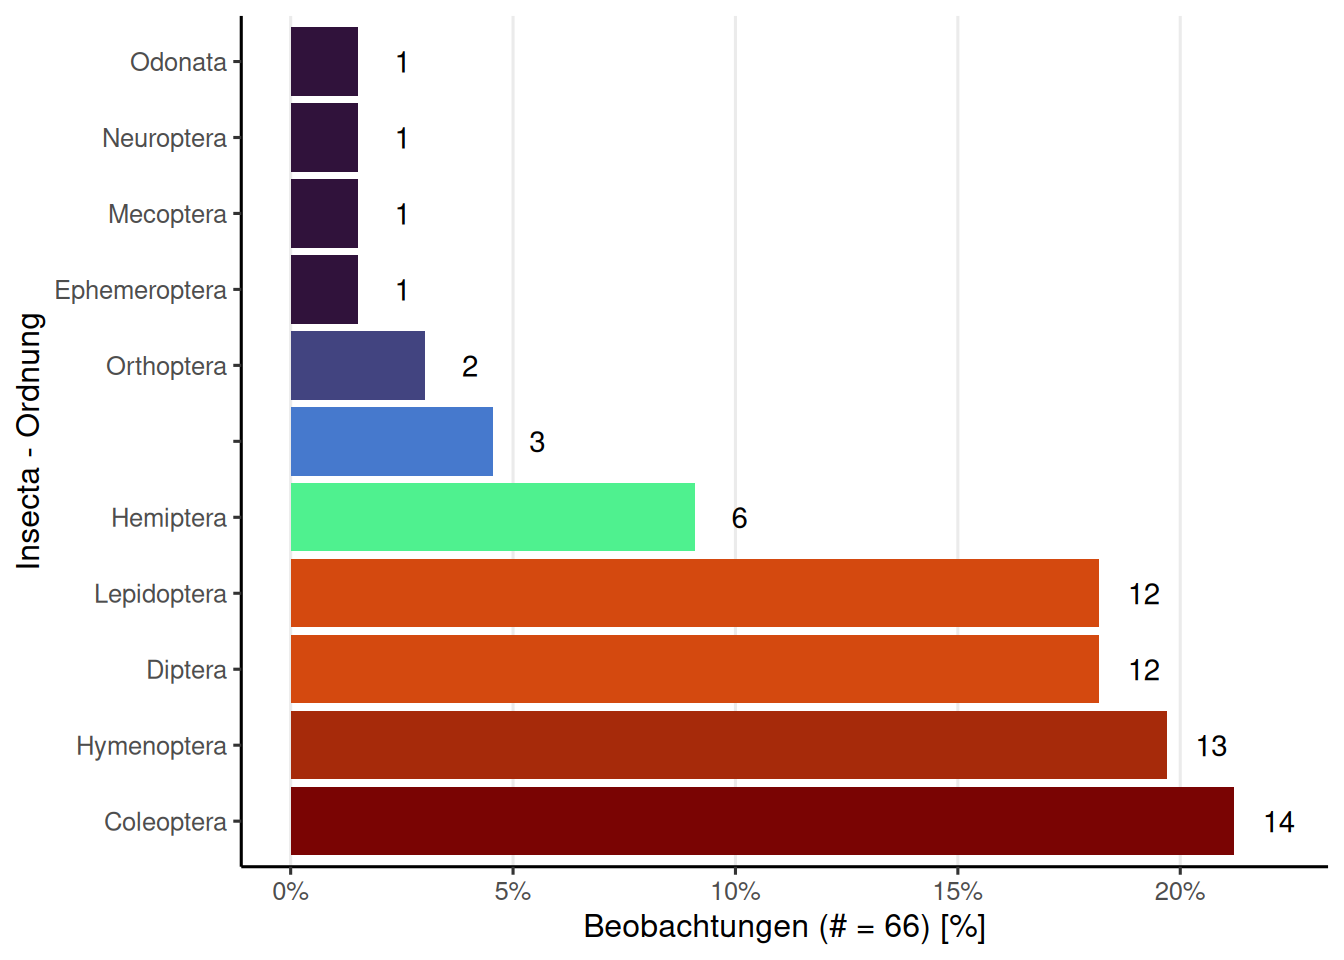 Odonata 1
Neuroptera 1
Mecoptera 1
Ephemeroptera 1
Orthoptera 2
3
Hemiptera 6
Lepidoptera 12
Diptera 12
Hymenoptera 13
Coleoptera 14
Insecta - Ordnung
0% 5% 10% 15% 20%
Beobachtungen (# = 66) [%]